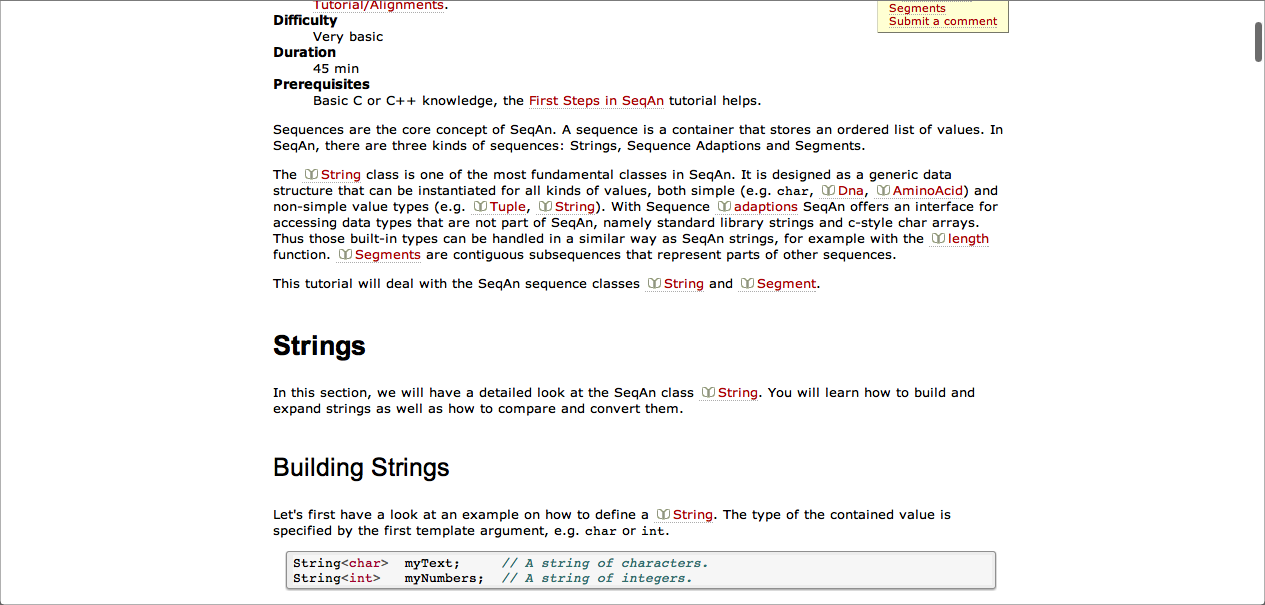 Tutorial/Alignments.
Segments
Submit a comment
Difficulty
Very basic
Duration
45 min
Prerequisites
Basic C or C++ knowledge, the First Steps in SeqAn tutorial helps.
Sequences are the core concept of SeqAn. A sequence is a container that stores an ordered list of values. In
SeqAn, there are three kinds of sequences: Strings, Sequence Adaptions and Segments.
The String class is one of the most fundamental classes in SeqAn. It is designed as a generic data
structure that can be instantiated for all kinds of values, both simple (e.g. char, Dna, AminoAcid) and
non-simple value types (e.g. Tuple, String). With Sequence adaptions SeqAn offers an interface for
accessing data types that are not part of SeqAn, namely standard library strings and c-style char arrays.
Thus those built-in types can be handled in a similar way as SeqAn strings, for example with the length
function. Segments are contiguous subsequences that represent parts of other sequences.
This tutorial will deal with the SeqAn sequence classes String and Segment.
Strings
In this section, we will have a detailed look at the SeqAn class String. You will learn how to build and
expand strings as well as how to compare and convert them.
Building Strings
Let's first have a look at an example on how to define a String. The type of the contained value is
specified by the first template argument, e.g. char or int.
String<char>  myText;     // A string of characters.
String<int>   myNumbers;  // A string of integers.